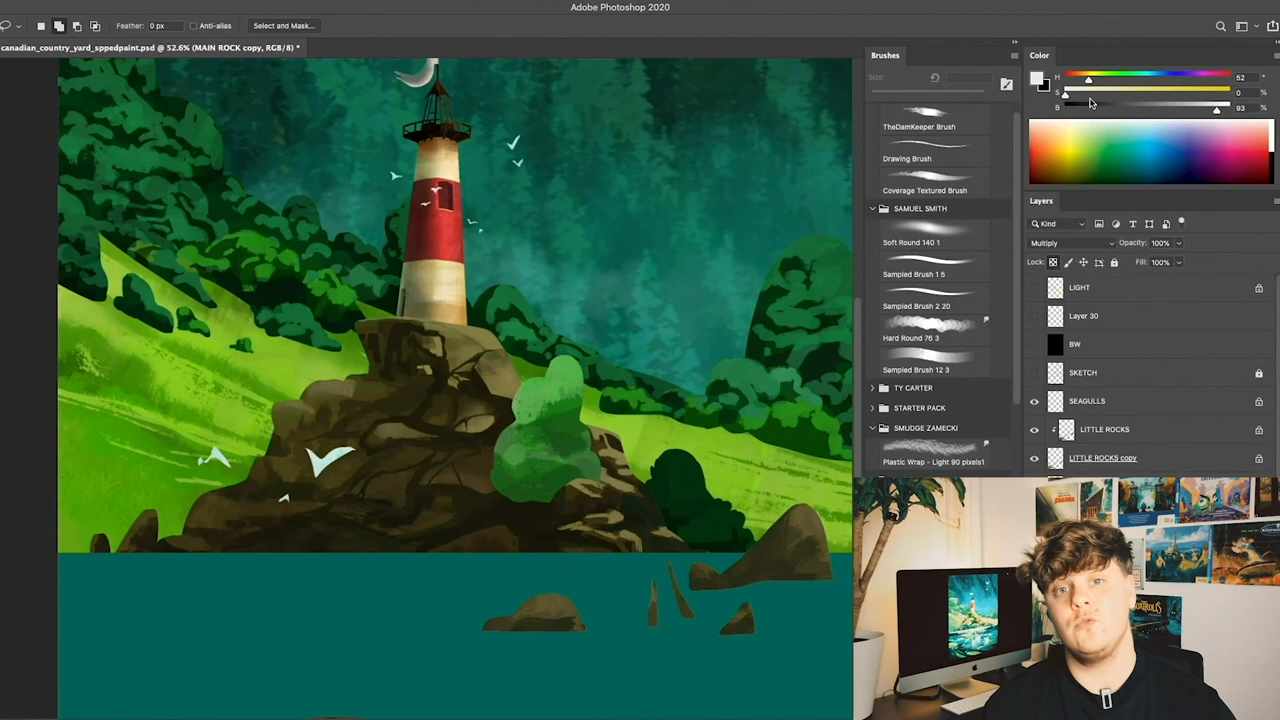 Adobe Photoshop 2020
Feather: 0 px
Anti-alias
Select and Mask...
canadian_country_yard_sppedpaint.psd @ 52.6% (MAIN ROCK copy, RGB/8) *
Brushes
Size:
TheDamKeeper Brush
Drawing Brush
Coverage Textured Brush
SAMUEL SMITH
Soft Round 140 1
Sampled Brush 1 5
Sampled Brush 2 20
Hard Round 76 3
Sampled Brush 12 3
TY CARTER
STARTER PACK
SMUDGE ZAMECKI
Plastic Wrap - Light 90 pixels1
Color
H 52 °
S 0 %
B 93 %
Layers
Kind
Multiply Opacity: 100%
Lock: Fill: 100%
LIGHT
Layer 30
BW
SKETCH
SEAGULLS
LITTLE ROCKS
LITTLE ROCKS copy